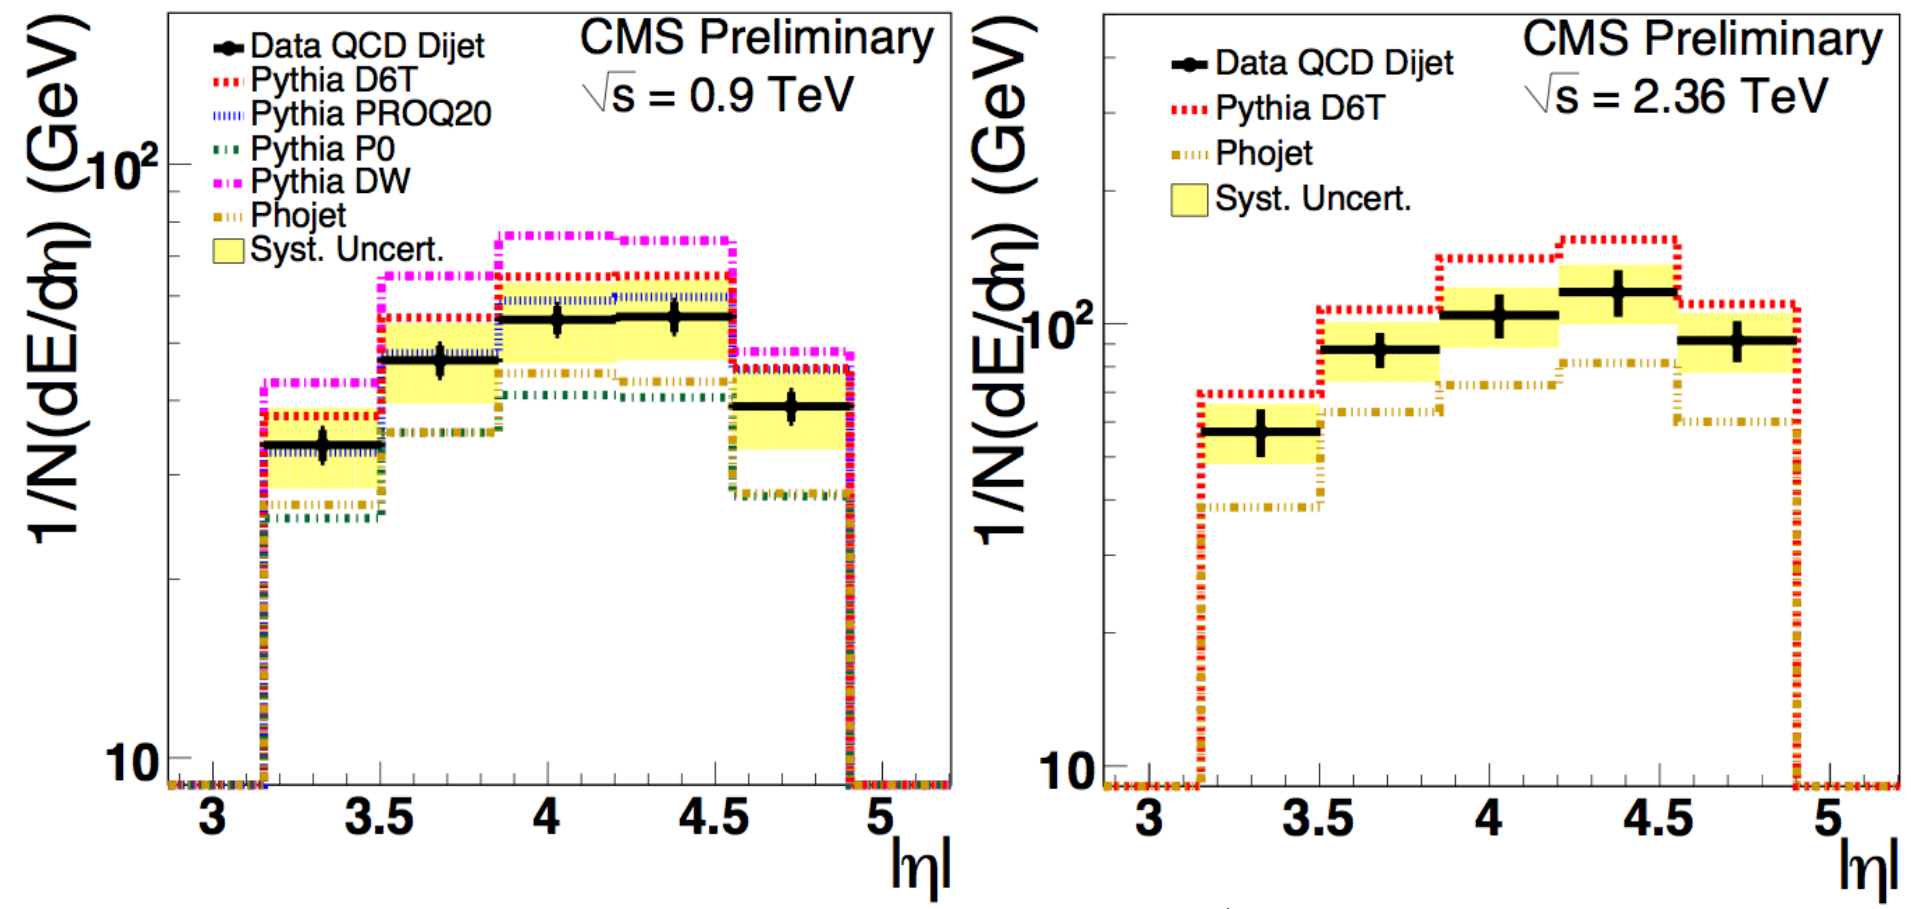 1/N(dE/dη) (GeV)
CMS Preliminary
√s = 0.9 TeV
Data QCD Dijet
Pythia D6T
Pythia PROQ20
Pythia P0
Pythia DW
Phojet
Syst. Uncert.
10²
10
3 3.5 4 4.5 5
|η|
1/N(dE/dη) (GeV)
CMS Preliminary
√s = 2.36 TeV
Data QCD Dijet
Pythia D6T
Phojet
Syst. Uncert.
10²
10
3 3.5 4 4.5 5
|η|